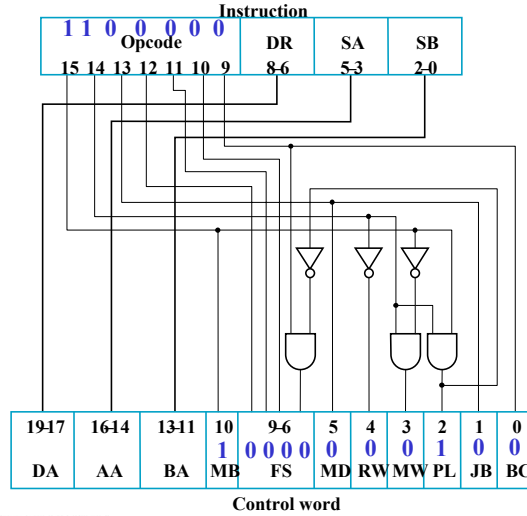 Instruction
1 1 0 0 0 0 0
Opcode DR SA SB
15 14 13 12 11 10 9 8-6 5-3 2-0
19-17 16-14 13-11 10 9-6 5 4 3 2 1 0
1 0 0 0 0 0 0 0 1 0 0
DA AA BA MB FS MD RW MW PL JB BC
Control word